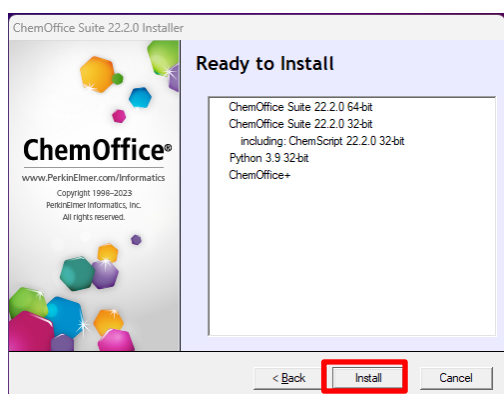 ChemOffice Suite 22.2.0 Installer
ChemOffice®
www.PerkinElmer.com/Informatics
Copyright 1998-2023
PerkinElmer Informatics, Inc.
All rights reserved.
Ready to Install
ChemOffice Suite 22.2.0 64-bit
ChemOffice Suite 22.2.0 32-bit
including: ChemScript 22.2.0 32-bit
Python 3.9 32-bit
ChemOffice+
< Back
Install
Cancel